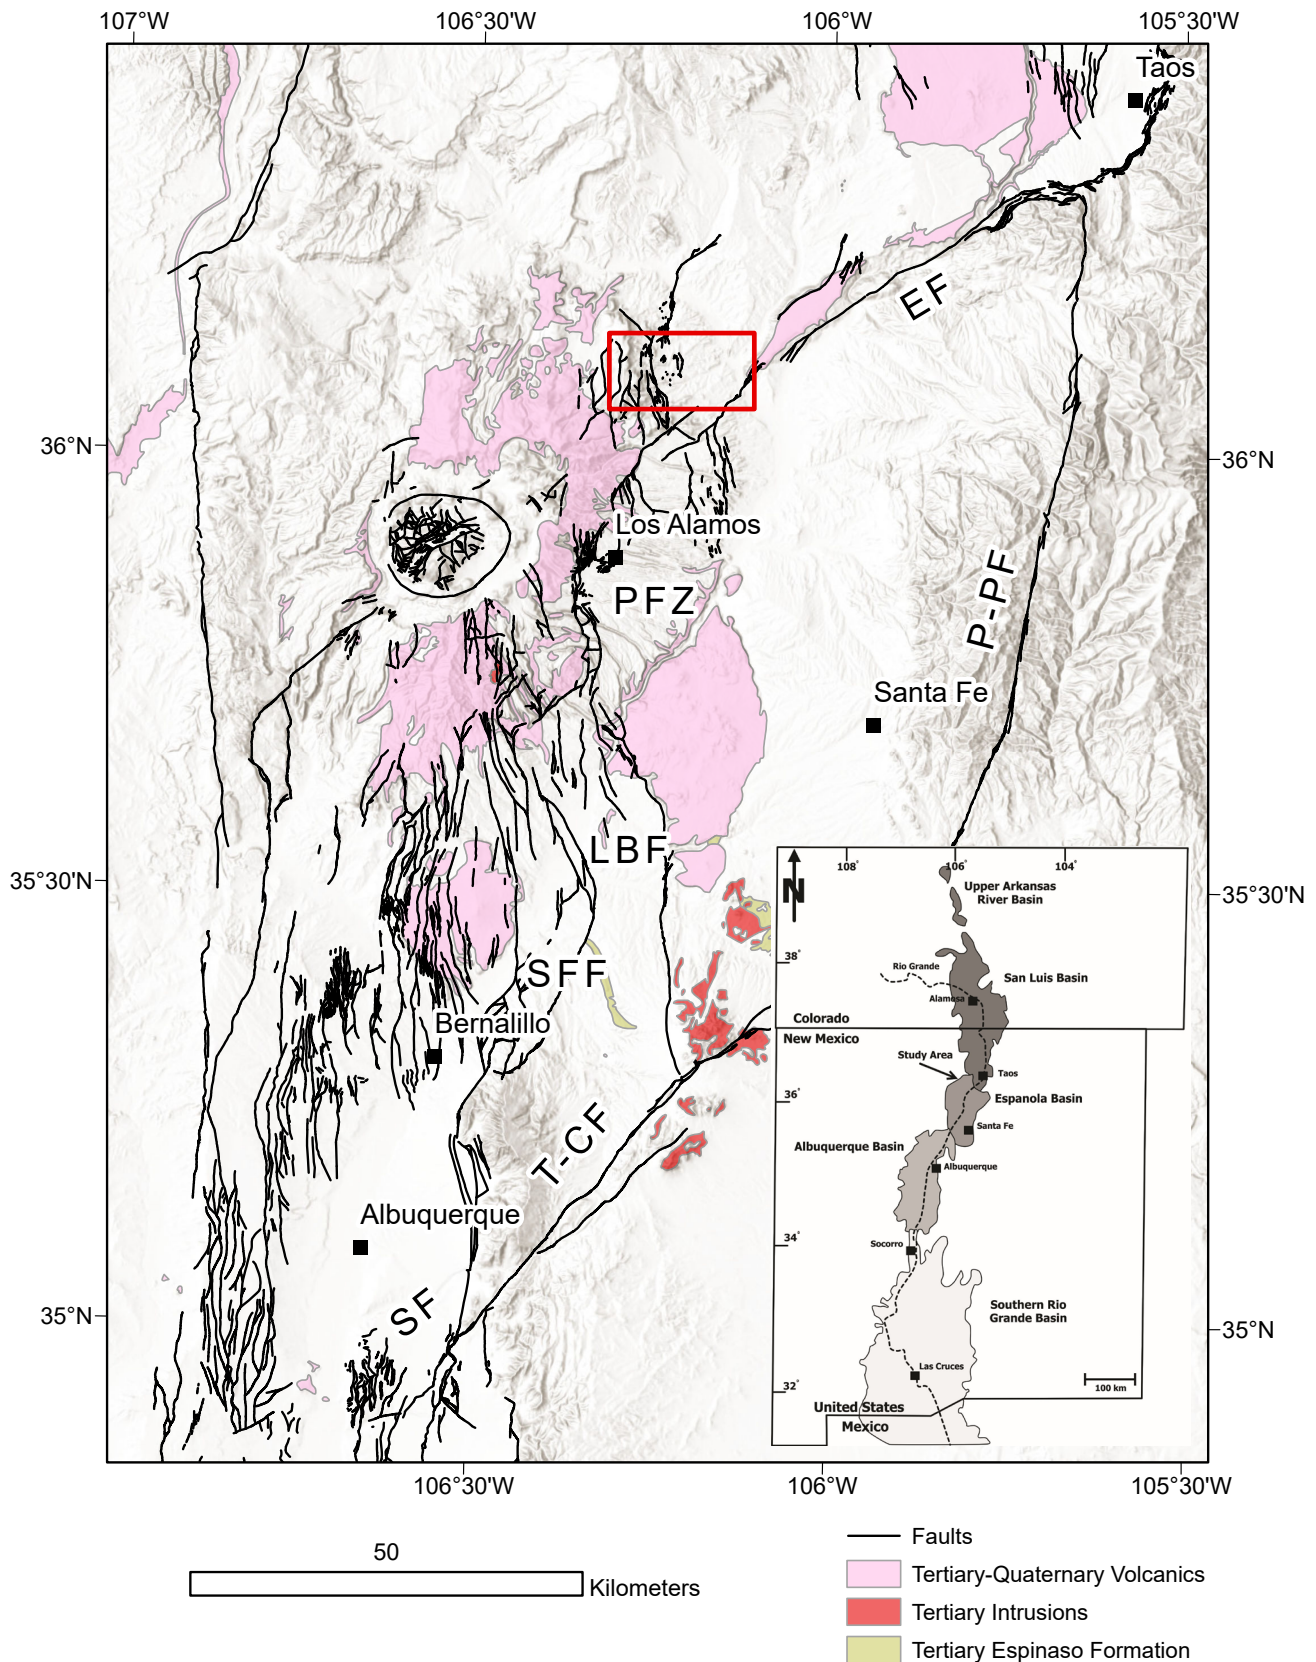 107°W
106°30'W
106°W
105°30'W
Taos
EF
36°N
36°N
Los Alamos
PFZ
P-PF
Santa Fe
LBF
35°30'N
35°30'N
SFF
Bernalillo
T-CF
Albuquerque
SF
35°N
35°N
108°
106°
104°
N
Upper Arkansas
River Basin
38°
Rio Grande
San Luis Basin
Alamosa
Colorado
New Mexico
Study Area
Taos
36°
Espanola Basin
Santa Fe
Albuquerque Basin
Albuquerque
34°
Socorro
Southern Rio
Grande Basin
Las Cruces
32°
100 km
United States
Mexico
106°30'W
106°W
105°30'W
50
Kilometers
Faults
Tertiary-Quaternary Volcanics
Tertiary Intrusions
Tertiary Espinaso Formation